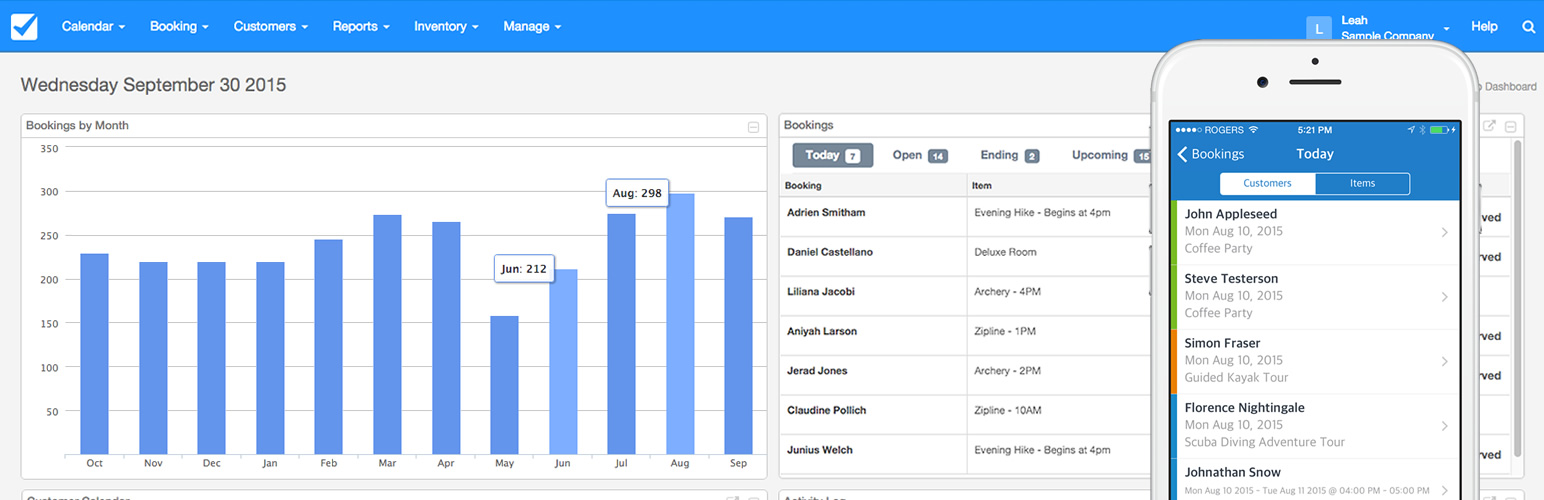 Calendar Booking Customers Reports Inventory Manage
L Leah Help
Sample Company
Wednesday September 30 2015
Dashboard
Bookings by Month
350
300
250
200
150
100
50
Aug: 298
Jun: 212
Oct Nov Dec Jan Feb Mar Apr May Jun Jul Aug Sep
Bookings
Today 7 Open 14 Ending 2 Upcoming 15
Booking Item
Adrien Smitham Evening Hike - Begins at 4pm
Daniel Castellano Deluxe Room
Liliana Jacobi Archery - 4PM
Aniyah Larson Zipline - 1PM
Jerad Jones Archery - 2PM
Claudine Pollich Zipline - 10AM
Junius Welch Evening Hike - Begins at 4pm
ROGERS 5:21 PM
Bookings Today
Customers Items
John Appleseed
Mon Aug 10, 2015
Coffee Party
Steve Testerson
Mon Aug 10, 2015
Coffee Party
Simon Fraser
Mon Aug 10, 2015
Guided Kayak Tour
Florence Nightingale
Mon Aug 10, 2015
Scuba Diving Adventure Tour
Johnathan Snow
Mon Aug 10 2015 - Tue Aug 11 2015 @ 04:00 PM - 05:00 PM
ved
ved
ved
ved
ved
Customer Calendar
Activity Log